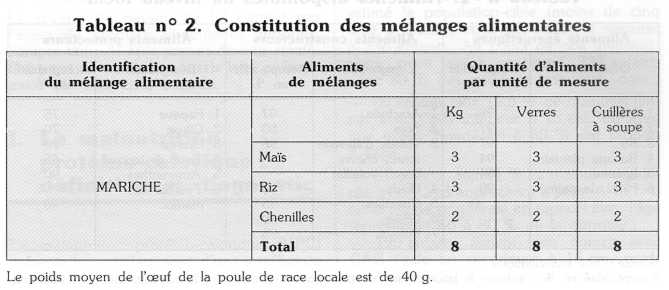 Tableau n° 2. Constitution des mélanges alimentaires
Identification du mélange alimentaire | Aliments de mélanges | Quantité d'aliments par unité de mesure
Kg | Verres | Cuillères à soupe
MARICHE
Maïs 3 3 3
Riz 3 3 3
Chenilles 2 2 2
Total 8 8 8
Le poids moyen de l'œuf de la poule de race locale est de 40 g.